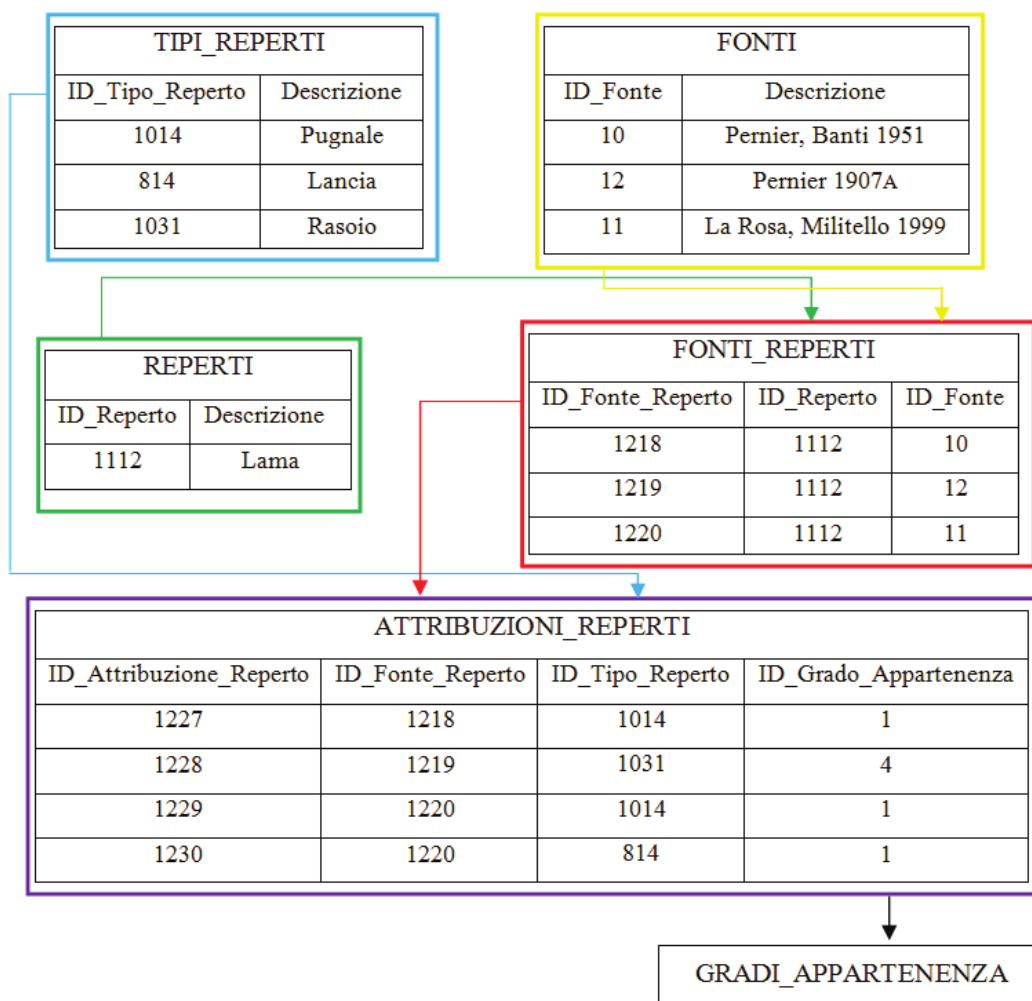 TIPI_REPERTI
ID_Tipo_Reperto Descrizione
1014 Pugnale
814 Lancia
1031 Rasoio
FONTI
ID_Fonte Descrizione
10 Pernier, Banti 1951
12 Pernier 1907A
11 La Rosa, Militello 1999
REPERTI
ID_Reperto Descrizione
1112 Lama
FONTI_REPERTI
ID_Fonte_Reperto ID_Reperto ID_Fonte
1218 1112 10
1219 1112 12
1220 1112 11
ATTRIBUZIONI_REPERTI
ID_Attribuzione_Reperto ID_Fonte_Reperto ID_Tipo_Reperto ID_Grado_Appartenenza
1227 1218 1014 1
1228 1219 1031 4
1229 1220 1014 1
1230 1220 814 1
GRADI_APPARTENENZA